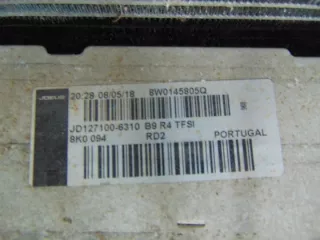 20:28 08/05/18 8W0145805Q
JD127100-6310 B9 R4 TFSI
8K0 094 RD2 PORTUGAL